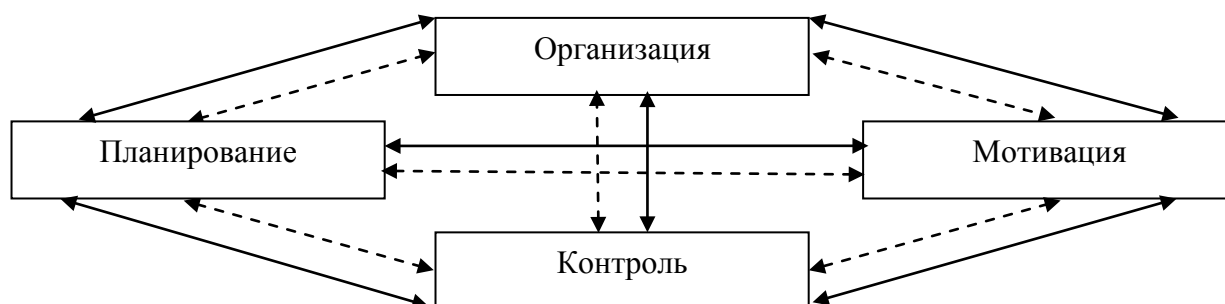 Организация
Планирование
Мотивация
Контроль